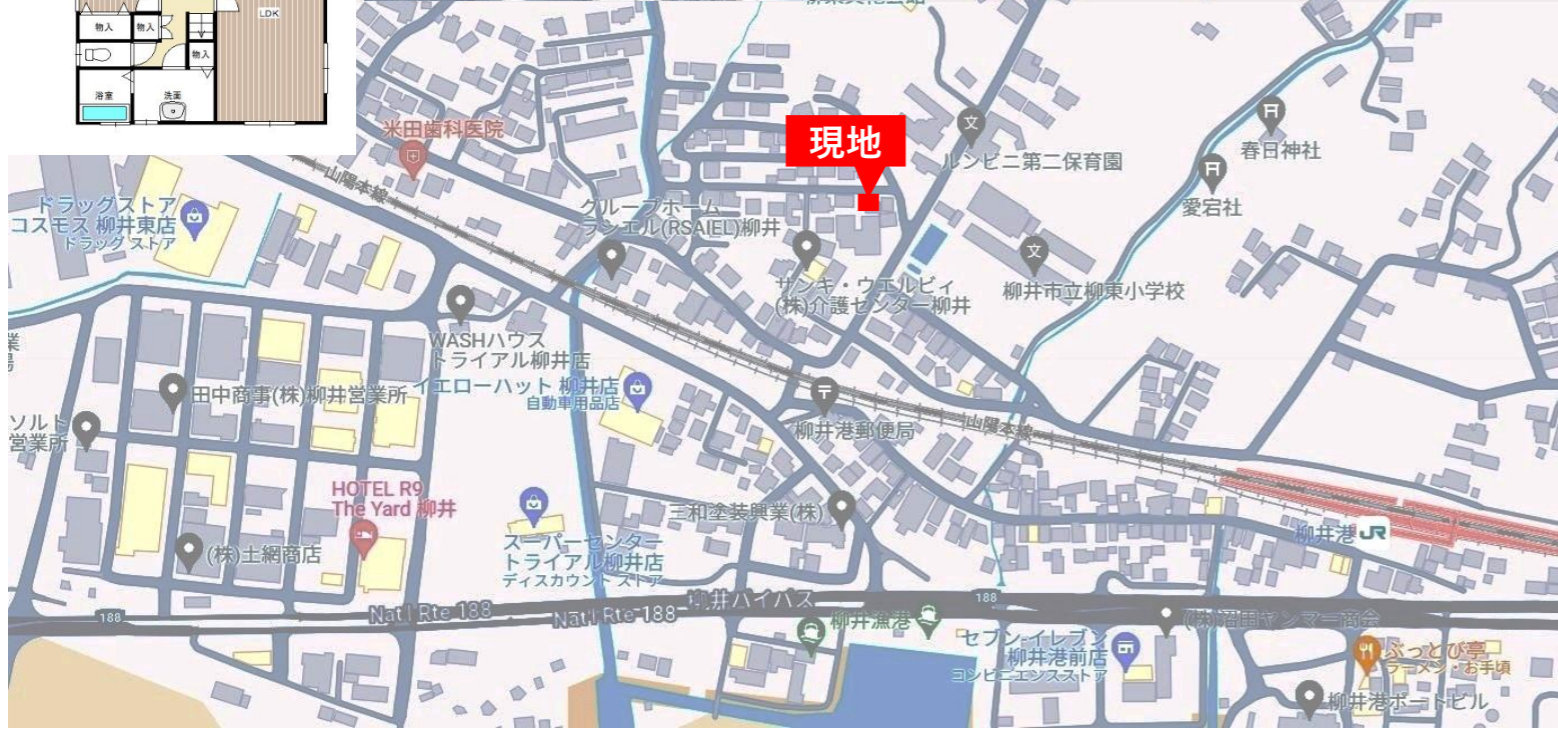 LDK
物入
物入
物入
浴室
洗面
米田歯科医院
現地
ルンビニ第二保育園
春日神社
愛宕社
山陽本線
ドラッグストア
コスモス 柳井東店
ドラッグ ストア
グループホーム
ランエル(RSAIEL)柳井
サンキ・ウエルビィ
(株)介護センター柳井
柳井市立柳東小学校
WASHハウス
トライアル柳井店
イエローハット 柳井店
自動車用品店
田中商事(株)柳井営業所
ソルト
営業所
柳井港郵便局
山陽本線
HOTEL R9
The Yard 柳井
三和塗装興業(株)
柳井港
JR
(株)土網商店
スーパーセンター
トライアル柳井店
ディスカウント ストア
188
Nat'l Rte 188
Nat'l Rte 188
柳井バイパス
188
柳井漁港
(株)沼田ヤンマー商会
セブン-イレブン
柳井港前店
コンビニエンスストア
ぶっとび亭
ラーメン・お手頃
柳井港ポートビル